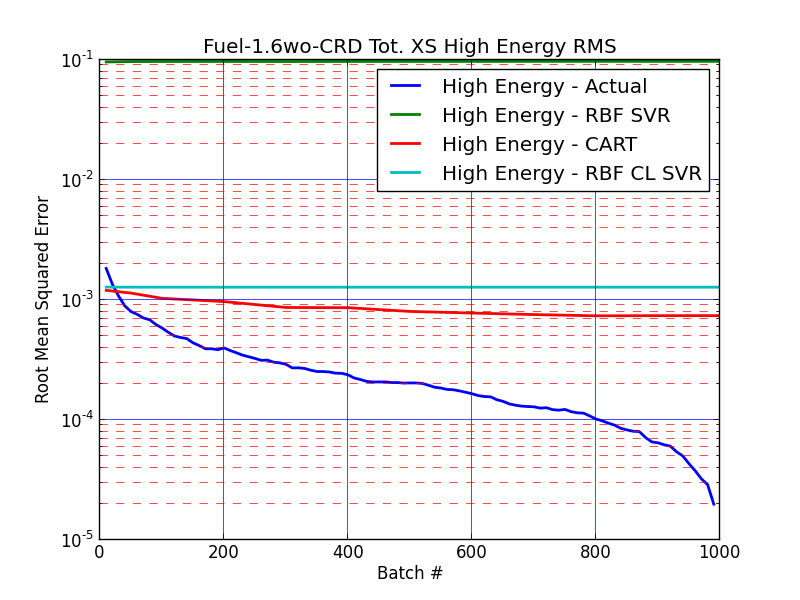 Fuel-1.6wo-CRD Tot. XS High Energy RMS
10^-1
10^-2
10^-3
10^-4
10^-5
Root Mean Squared Error
High Energy - Actual
High Energy - RBF SVR
High Energy - CART
High Energy - RBF CL SVR
0 200 400 600 800 1000
Batch #